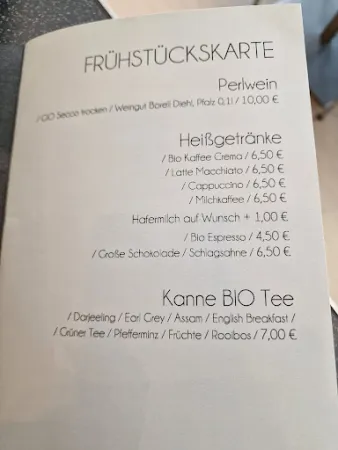 FRÜHSTÜCKSKARTE
Perlwein
Secco trocken / Weingut Borell Diehl, Pfalz 0,1l / 10,00 €
Heißgetränke
/ Bio Kaffee Crema / 6,50 €
/ Latte Macchiato / 6,50 €
/ Cappuccino / 6,50 €
/ Milchkaffee / 6,50 €
Hafermilch auf Wunsch + 1,00 €
/ Bio Espresso / 4,50 €
/ Große Schokolade / Schlagsahne / 6,50 €
Kanne BIO Tee
/ Darjeeling / Earl Grey / Assam / English Breakfast /
/ Grüner Tee / Pfefferminz / Früchte / Rooibos / 7,00 €